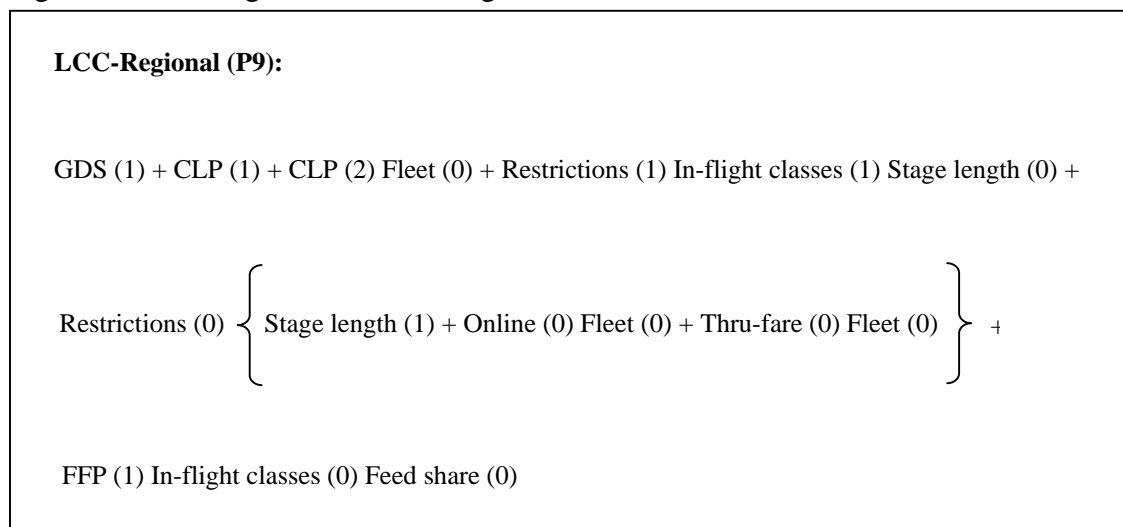 LCC-Regional (P9):
GDS (1) + CLP (1) + CLP (2) Fleet (0) + Restrictions (1) In-flight classes (1) Stage length (0) +
Restrictions (0) { Stage length (1) + Online (0) Fleet (0) + Thru-fare (0) Fleet (0) } +
FFP (1) In-flight classes (0) Feed share (0)